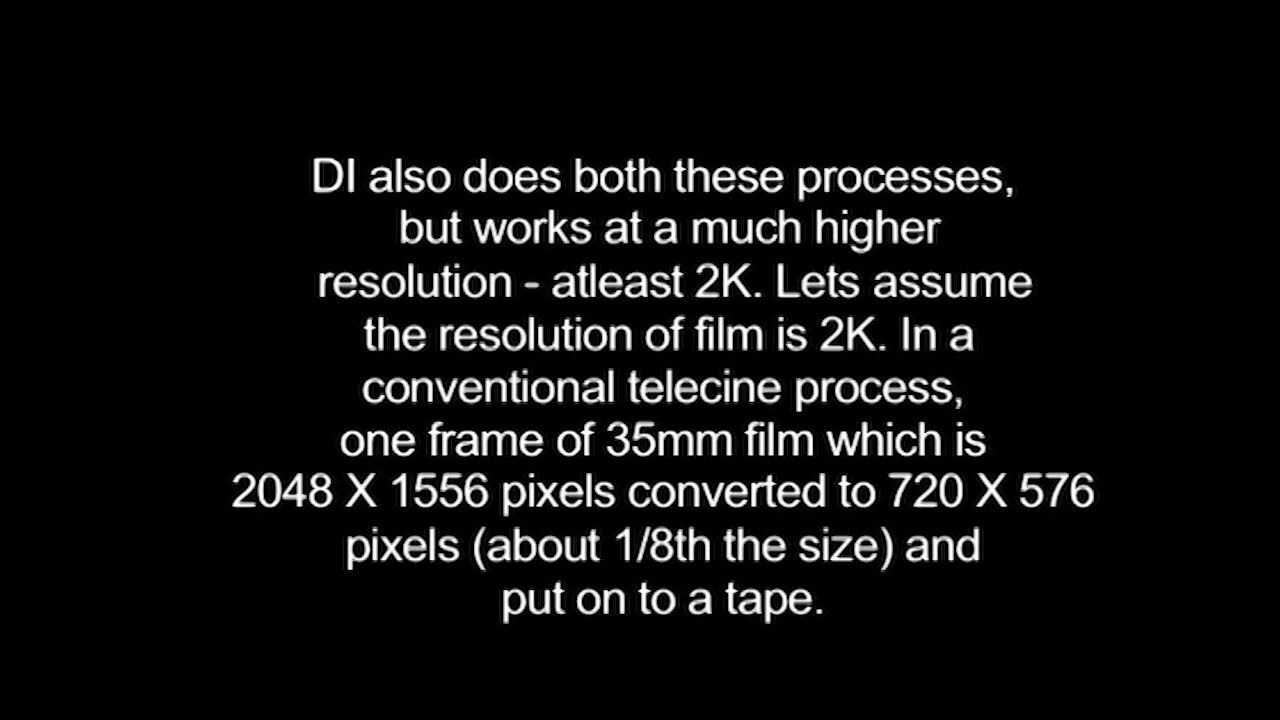 DI also does both these processes,
but works at a much higher
resolution - atleast 2K. Lets assume
the resolution of film is 2K. In a
conventional telecine process,
one frame of 35mm film which is
2048 X 1556 pixels converted to 720 X 576
pixels (about 1/8th the size) and
put on to a tape.